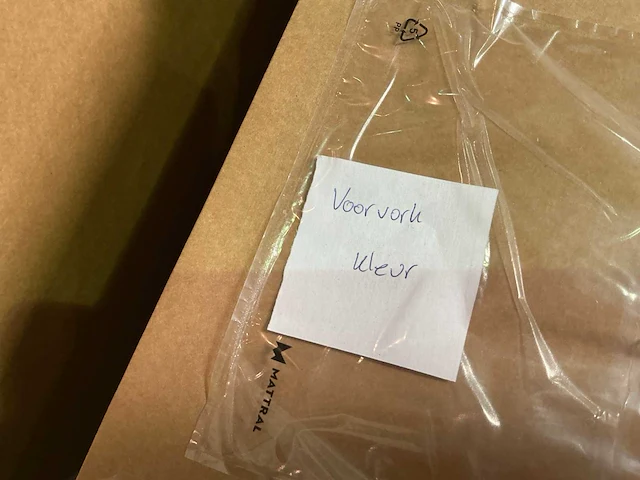 5
PP
Voorvork
kleur
MATTRAL